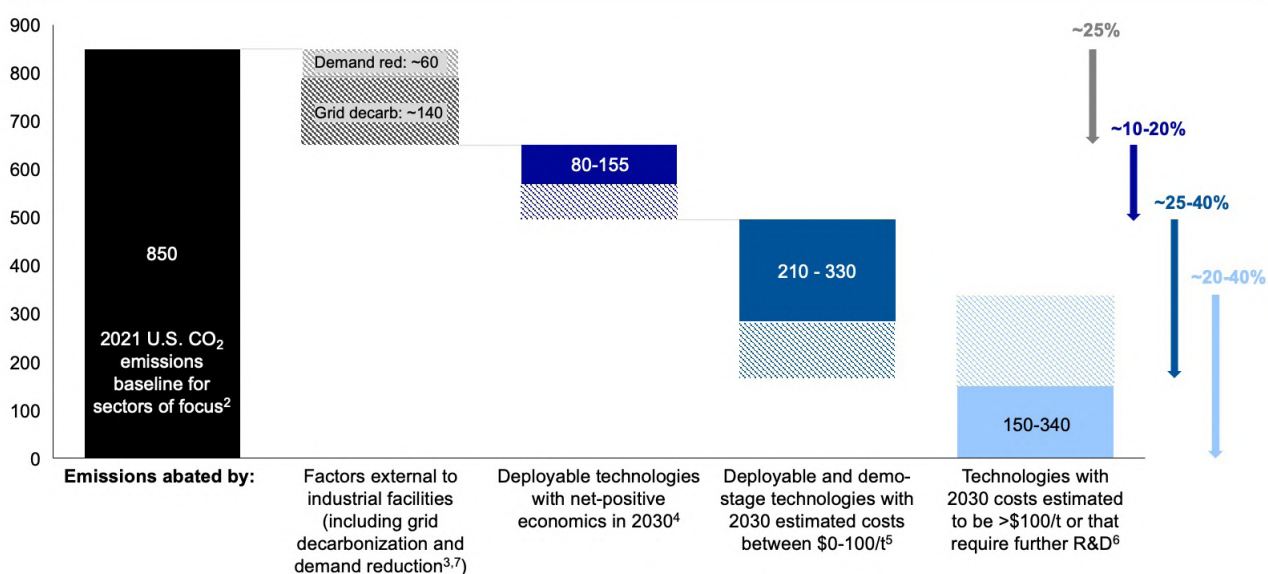 900
800
700
600
500
400
300
200
100
0
850
2021 U.S. CO₂
emissions
baseline for
sectors of focus²
Demand red: ~60
Grid decarb: ~140
80-155
210 - 330
150-340
~25%
~10-20%
~25-40%
~20-40%
Emissions abated by:
Factors external to
industrial facilities
(including grid
decarbonization and
demand reduction³,⁷)
Deployable technologies
with net-positive
economics in 2030⁴
Deployable and demo-
stage technologies with
2030 estimated costs
between $0-100/t⁵
Technologies with
2030 costs estimated
to be >$100/t or that
require further R&D⁶